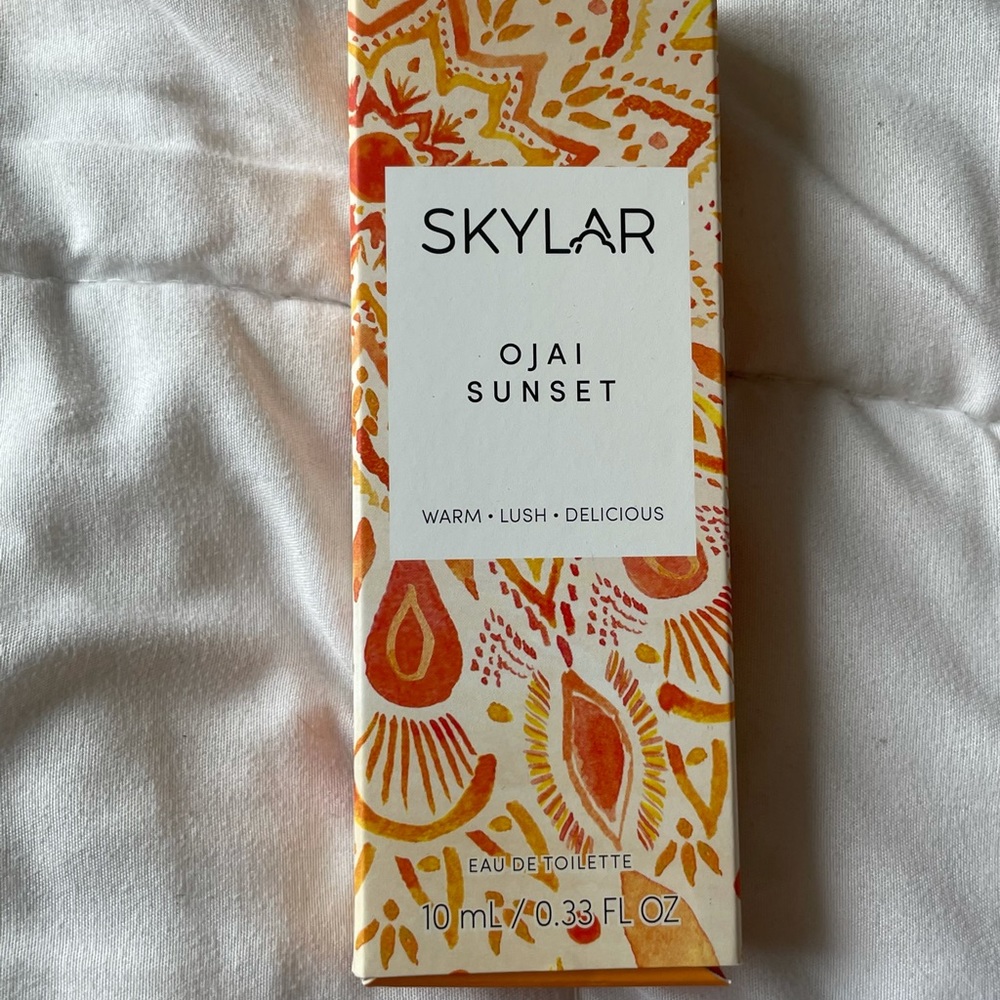 SKYLAR
OJAI
SUNSET
WARM • LUSH • DELICIOUS
EAU DE TOILETTE
10 mL / 0.33 FL OZ